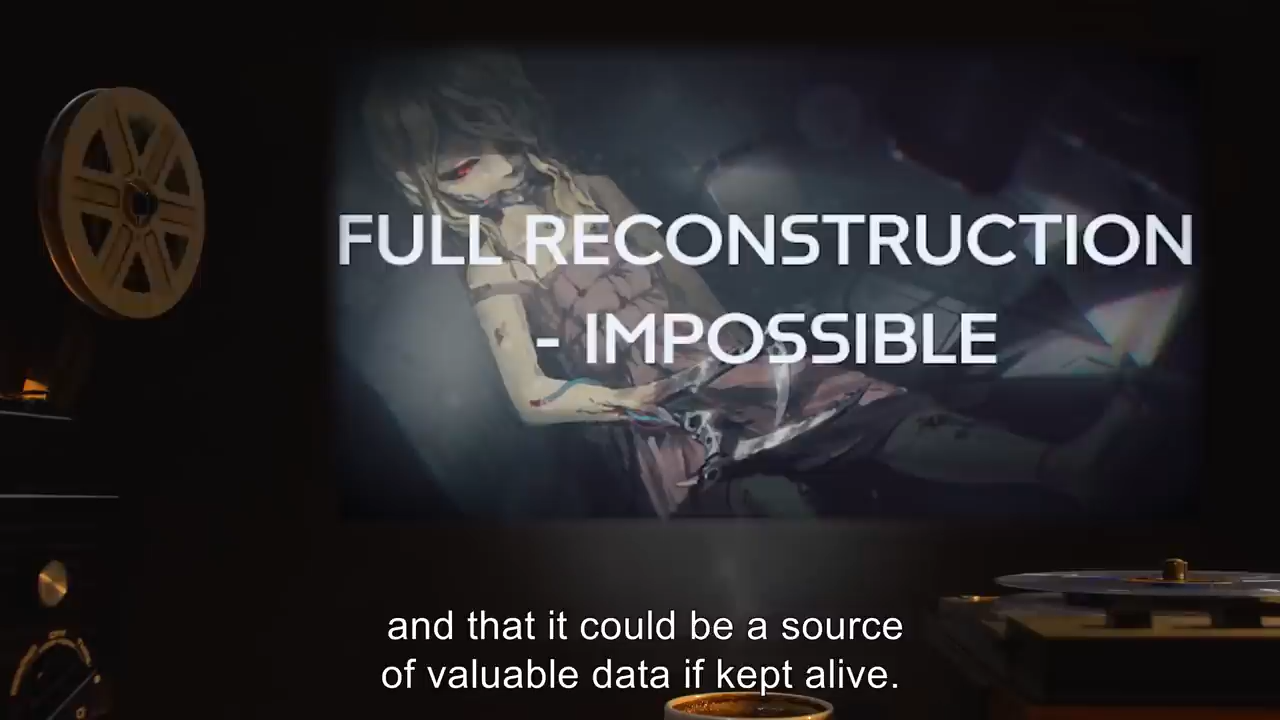 FULL RECONSTRUCTION
- IMPOSSIBLE
and that it could be a source
of valuable data if kept alive.